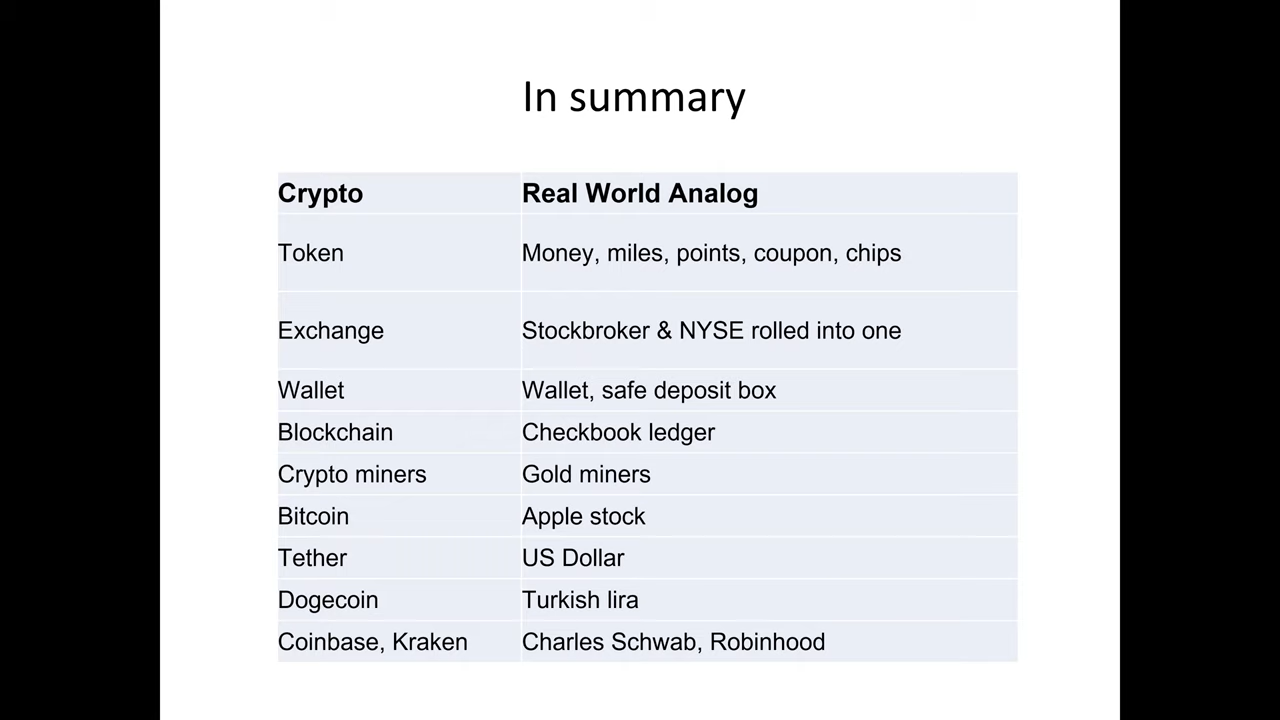 In summary
Crypto Real World Analog
Token Money, miles, points, coupon, chips
Exchange Stockbroker & NYSE rolled into one
Wallet Wallet, safe deposit box
Blockchain Checkbook ledger
Crypto miners Gold miners
Bitcoin Apple stock
Tether US Dollar
Dogecoin Turkish lira
Coinbase, Kraken Charles Schwab, Robinhood